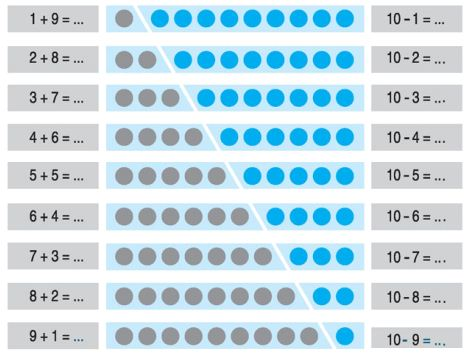 1 + 9 = ... 10 - 1 = ...
2 + 8 = ... 10 - 2 = ...
3 + 7 = ... 10 - 3 = ...
4 + 6 = ... 10 - 4 = ...
5 + 5 = ... 10 - 5 = ...
6 + 4 = ... 10 - 6 = ...
7 + 3 = ... 10 - 7 = ...
8 + 2 = ... 10 - 8 = ...
9 + 1 = ... 10 - 9 = ...